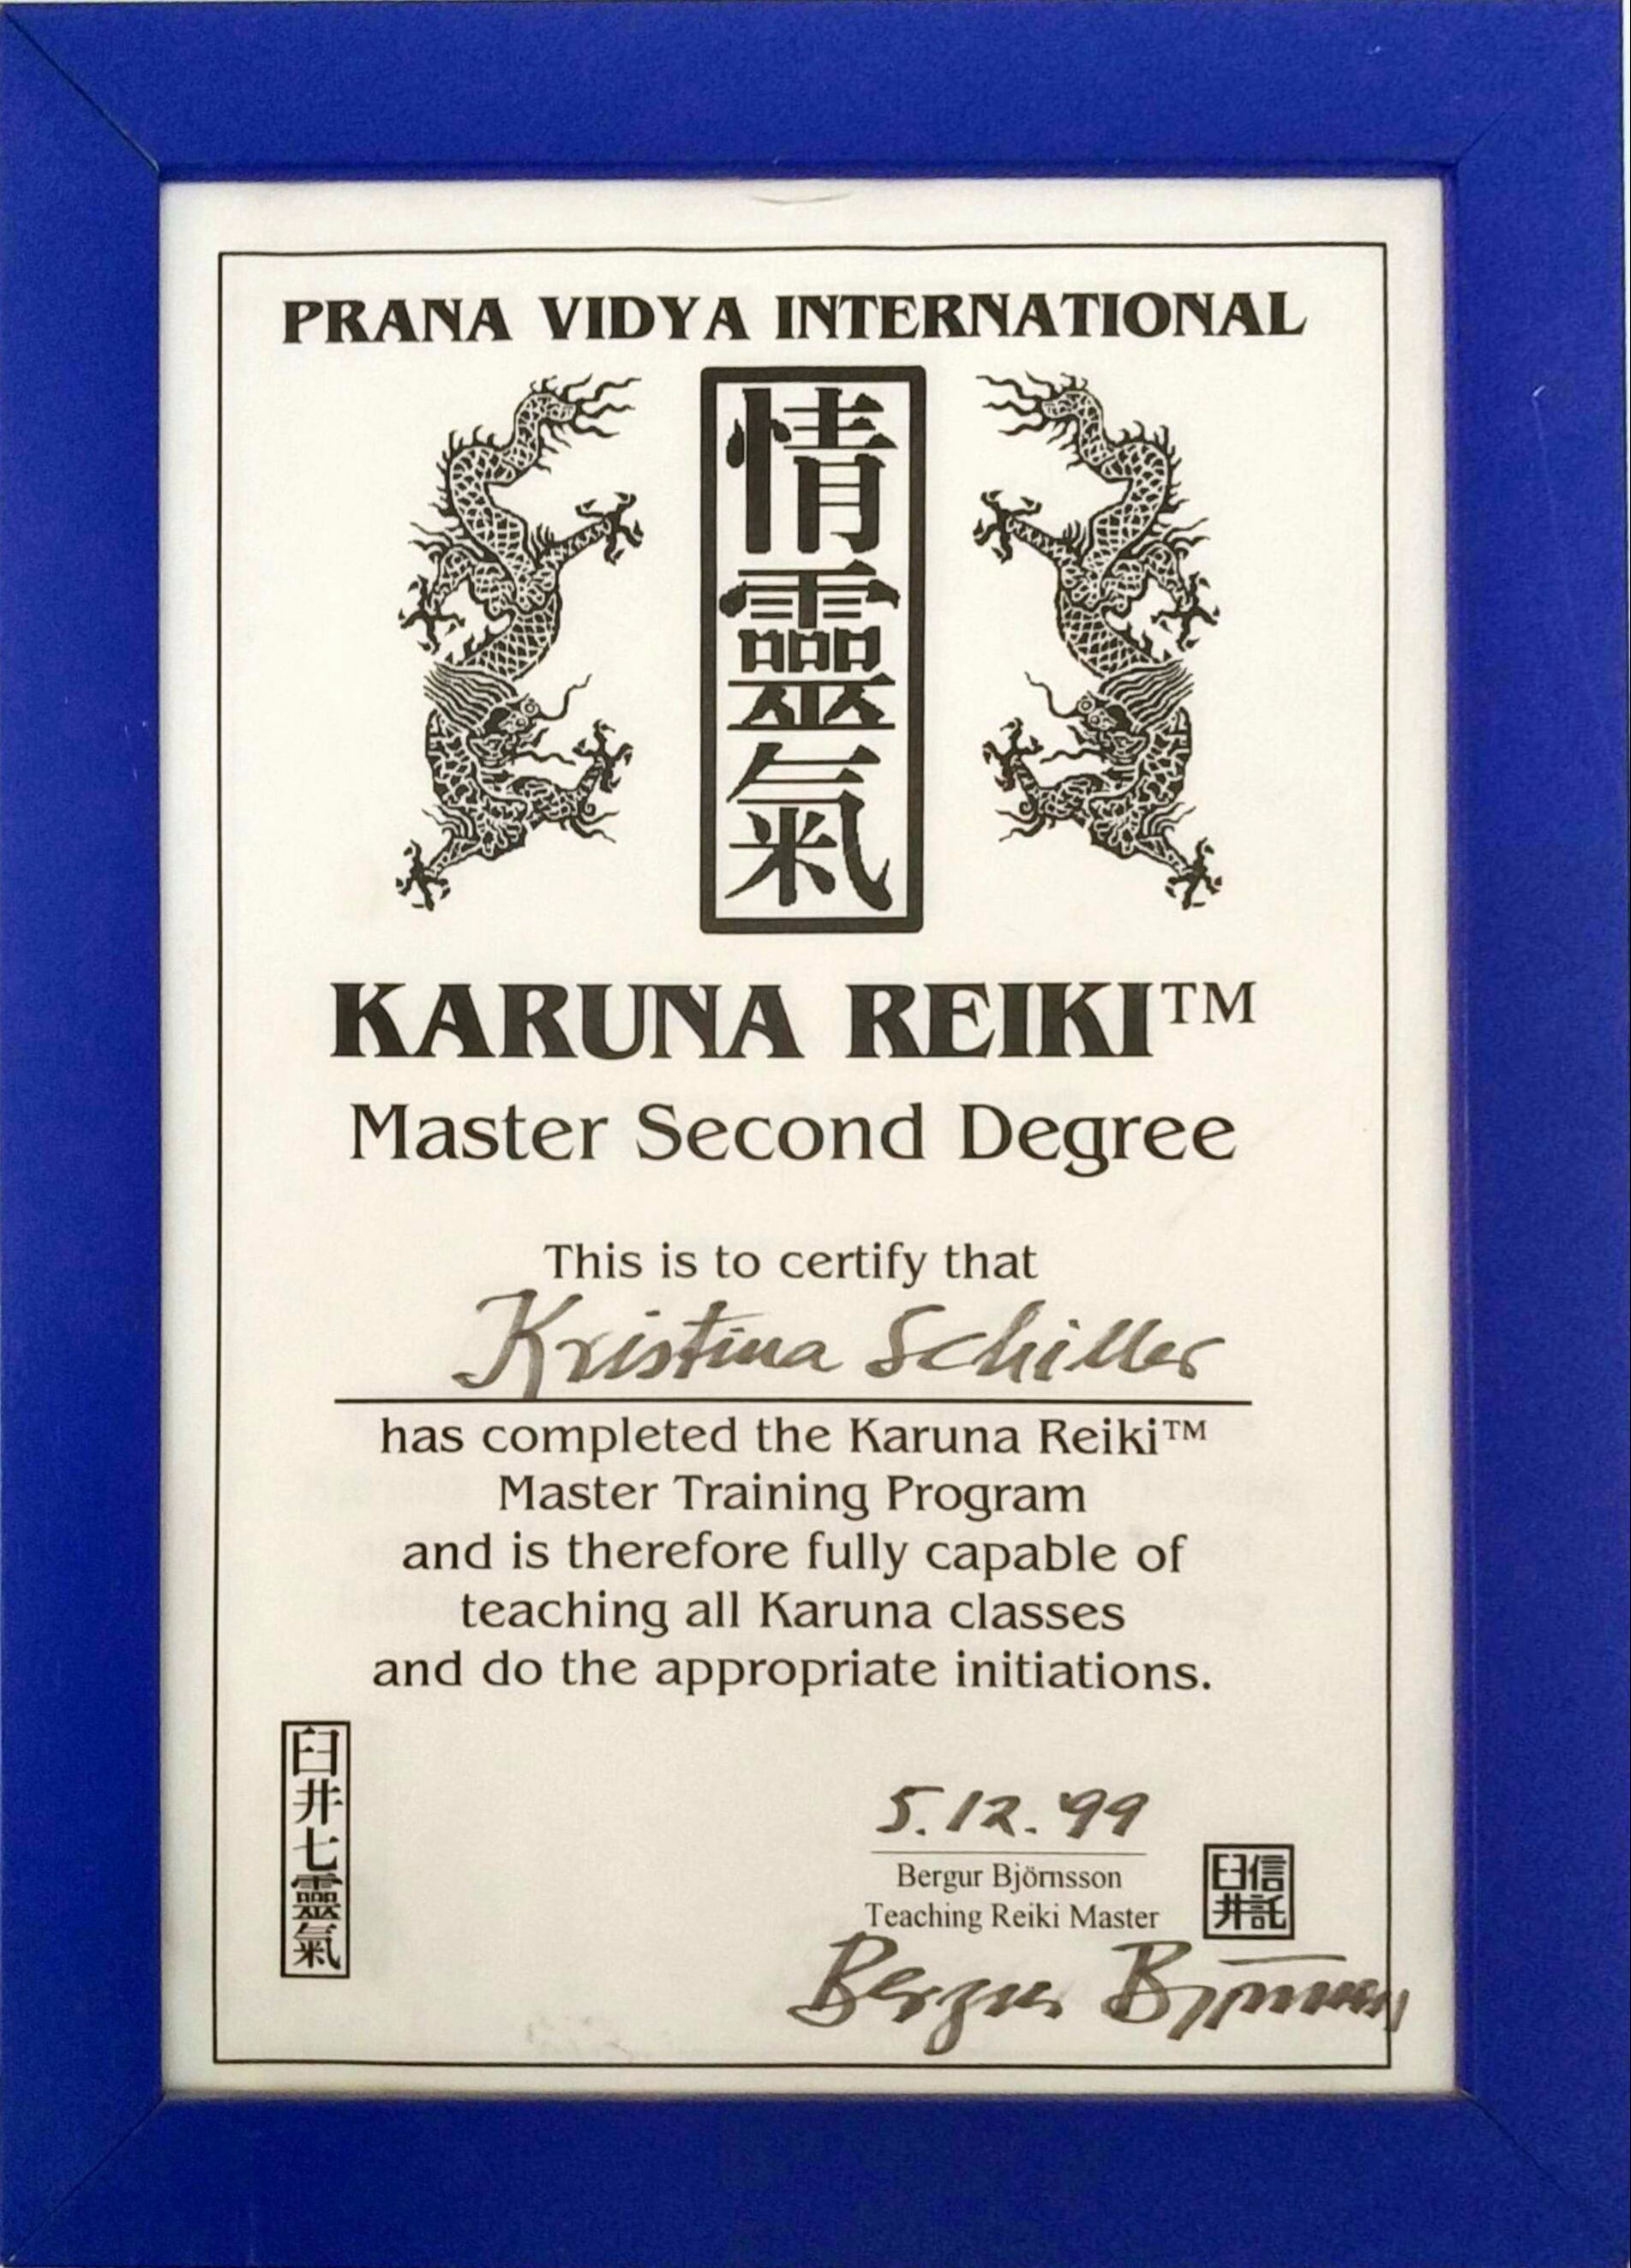 PRANA VIDYA INTERNATIONAL
情
靈
氣
KARUNA REIKI™
Master Second Degree
This is to certify that
Kristina Schiller
has completed the Karuna Reiki™
Master Training Program
and is therefore fully capable of
teaching all Karuna classes
and do the appropriate initiations.
臼
井
七
靈
氣
5.12.'99
Bergur Björnsson
Teaching Reiki Master
臼信
井託
Bergur Björnsson